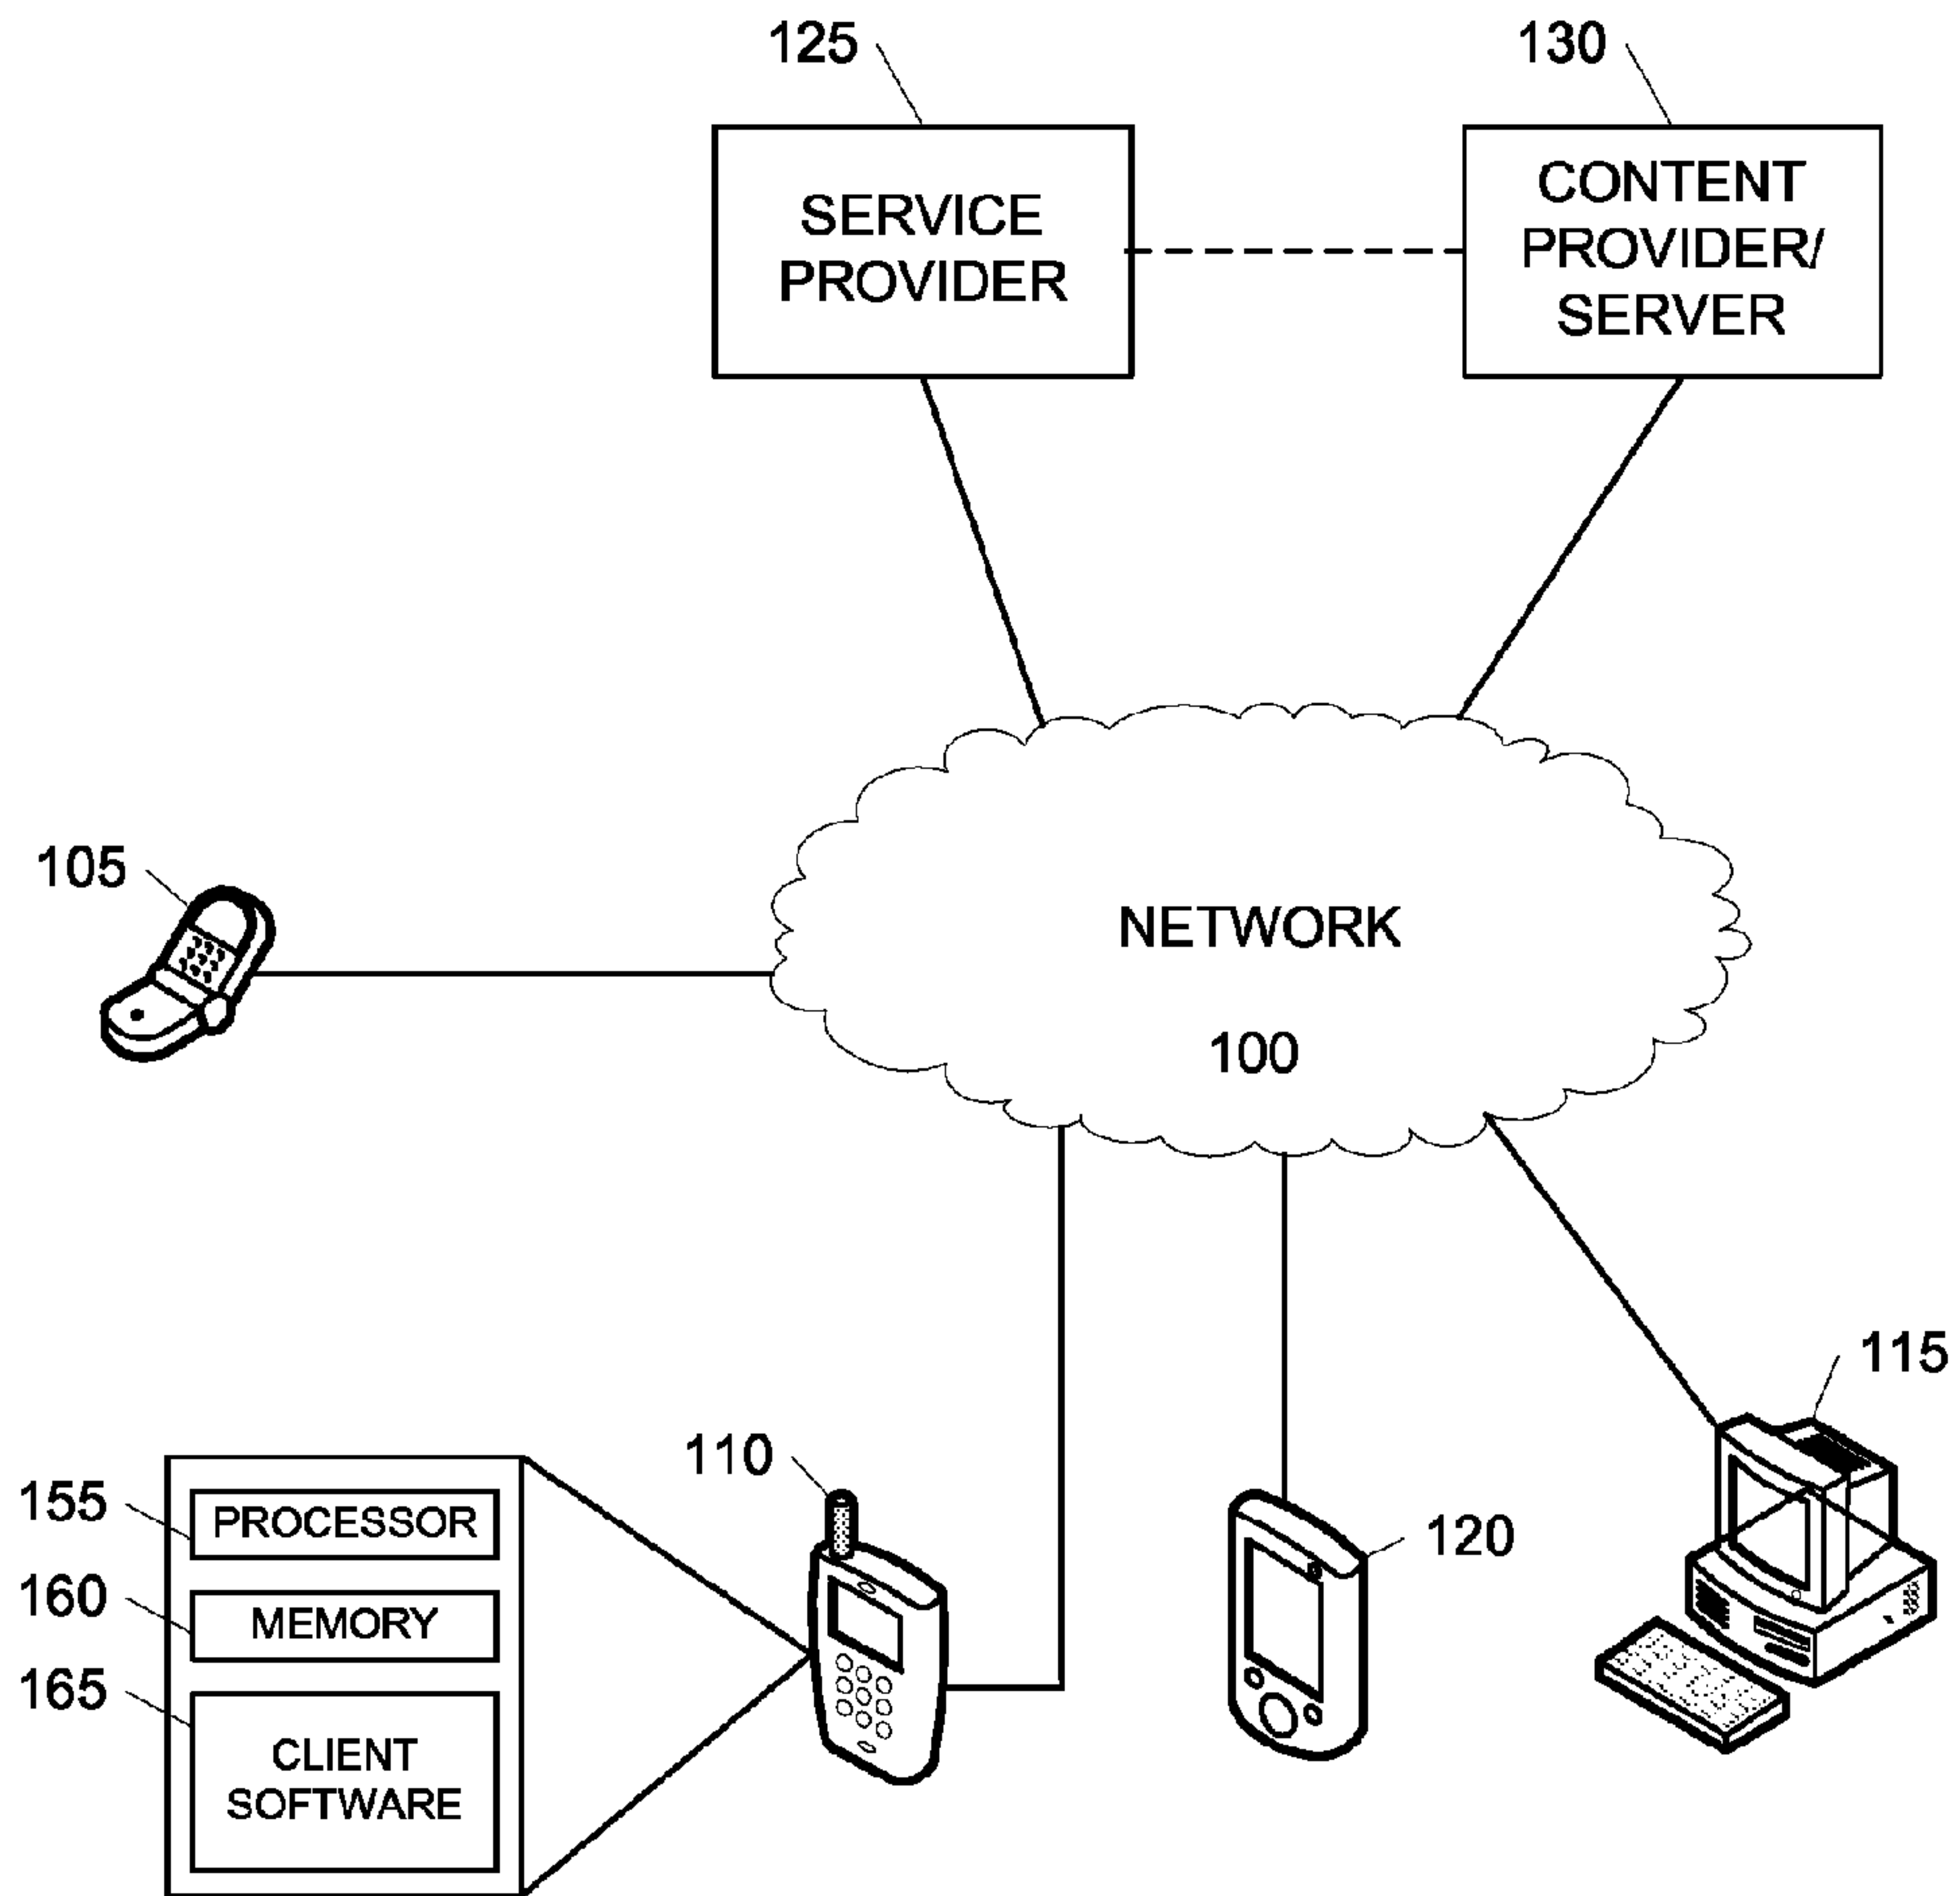 125
130
SERVICE
PROVIDER
CONTENT
PROVIDER/
SERVER
105
NETWORK
100
115
110
120
155
PROCESSOR
160
MEMORY
165
CLIENT
SOFTWARE